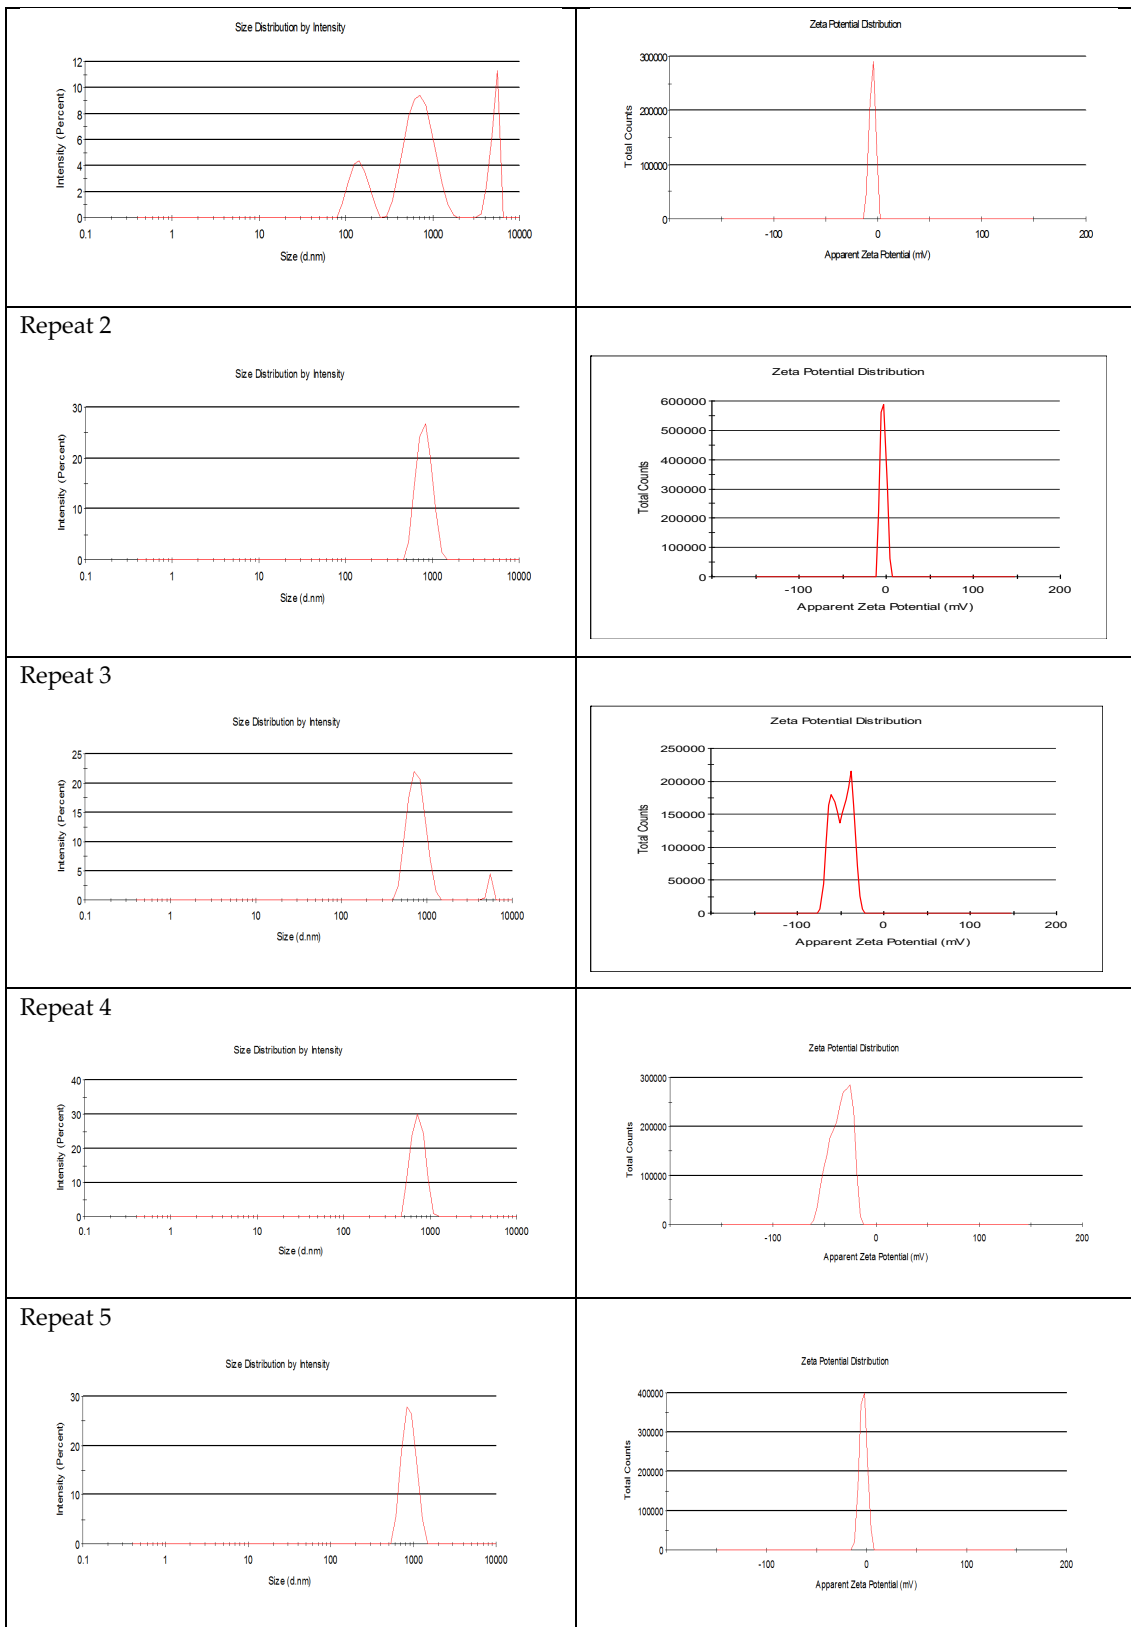 Size Distribution by Intensity
12
10
8
6
4
2
0
Intensity (Percent)
0.1 1 10 100 1000 10000
Size (d.nm)
Zeta Potential Distribution
300000
200000
100000
0
Total Counts
-100 0 100 200
Apparent Zeta Potential (mV)
Repeat 2
Size Distribution by Intensity
30
20
10
0
Intensity (Percent)
0.1 1 10 100 1000 10000
Size (d.nm)
Zeta Potential Distribution
600000
500000
400000
300000
200000
100000
0
Total Counts
-100 0 100 200
Apparent Zeta Potential (mV)
Repeat 3
Size Distribution by Intensity
25
20
15
10
5
0
Intensity (Percent)
0.1 1 10 100 1000 10000
Size (d.nm)
Zeta Potential Distribution
250000
200000
150000
100000
50000
0
Total Counts
-100 0 100 200
Apparent Zeta Potential (mV)
Repeat 4
Size Distribution by Intensity
40
30
20
10
0
Intensity (Percent)
0.1 1 10 100 1000 10000
Size (d.nm)
Zeta Potential Distribution
300000
200000
100000
0
Total Counts
-100 0 100 200
Apparent Zeta Potential (mV)
Repeat 5
Size Distribution by Intensity
30
20
10
0
Intensity (Percent)
0.1 1 10 100 1000 10000
Size (d.nm)
Zeta Potential Distribution
400000
300000
200000
100000
0
Total Counts
-100 0 100 200
Apparent Zeta Potential (mV)